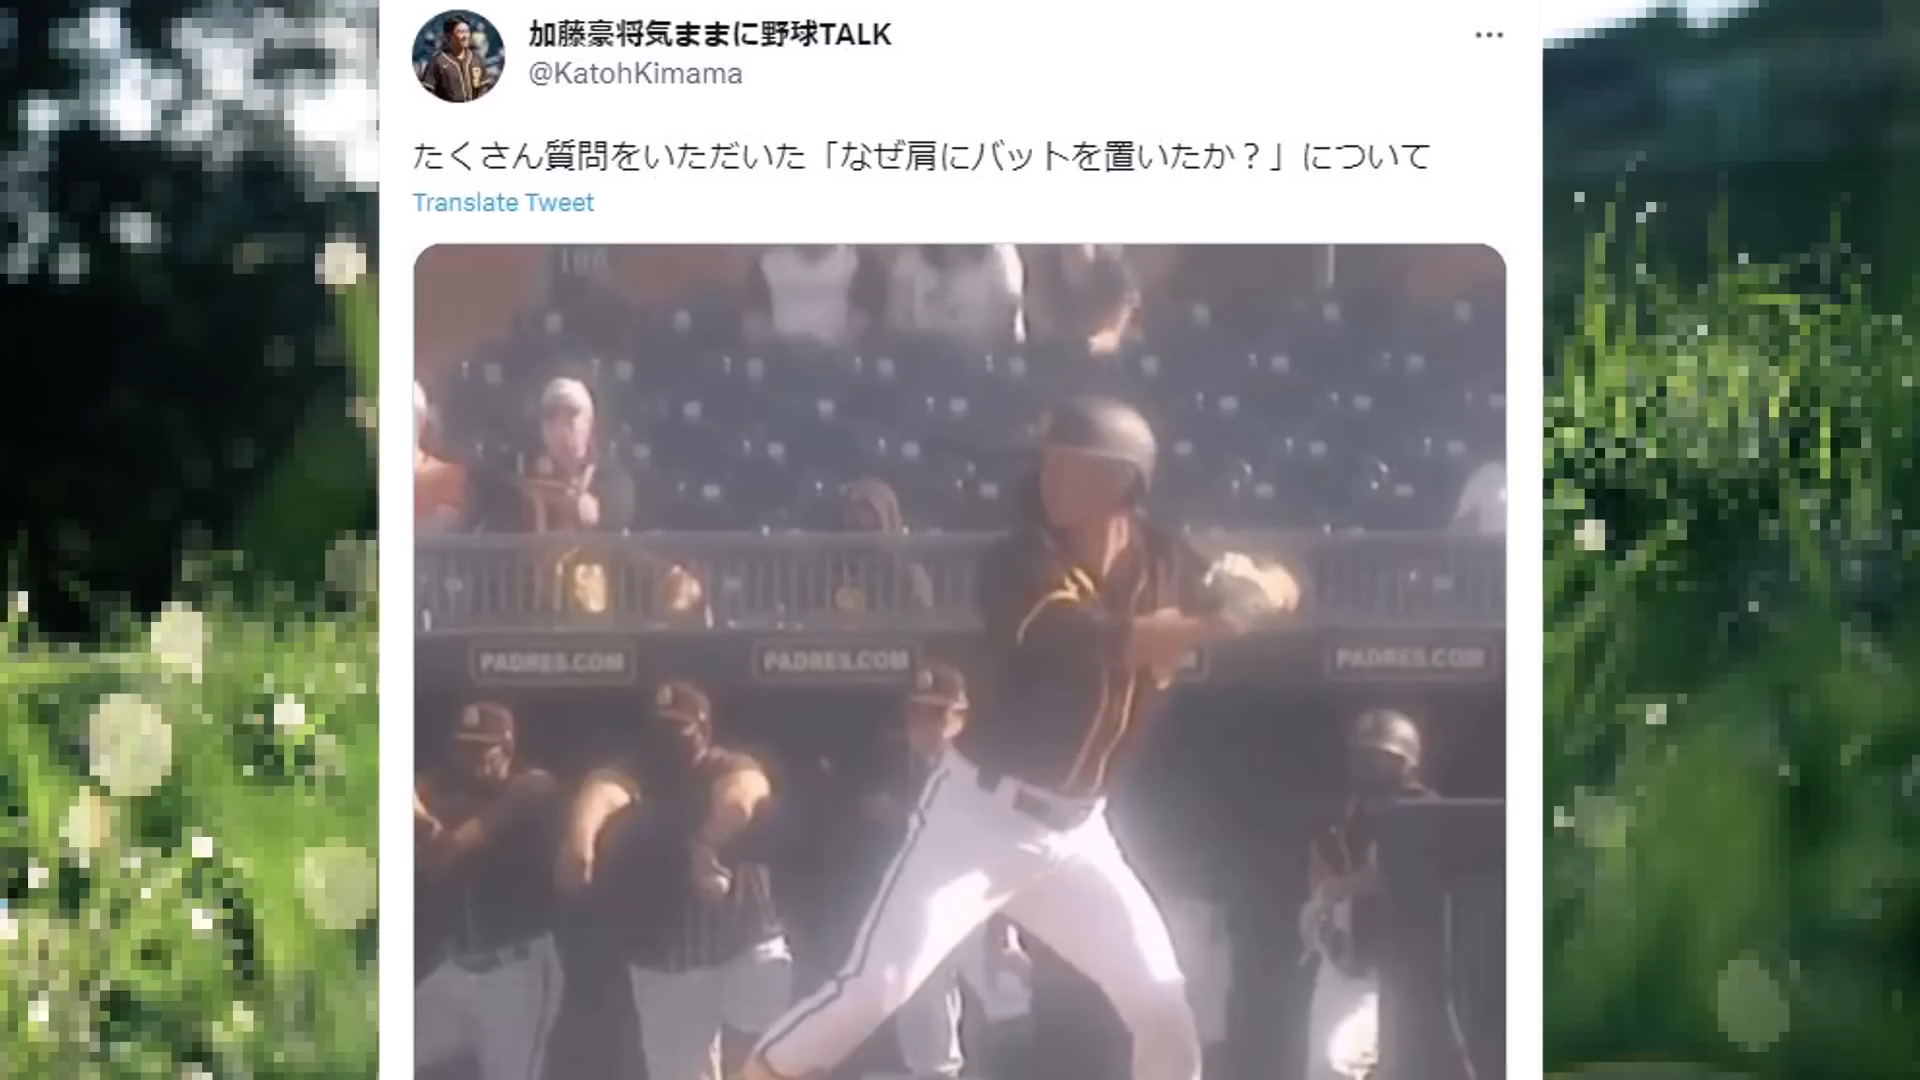 加藤豪将気ままに野球TALK
@KatohKimama
たくさん質問をいただいた「なぜ肩にバットを置いたか？」について
Translate Tweet
PADRES.COM
PADRES.COM
PADRES.COM